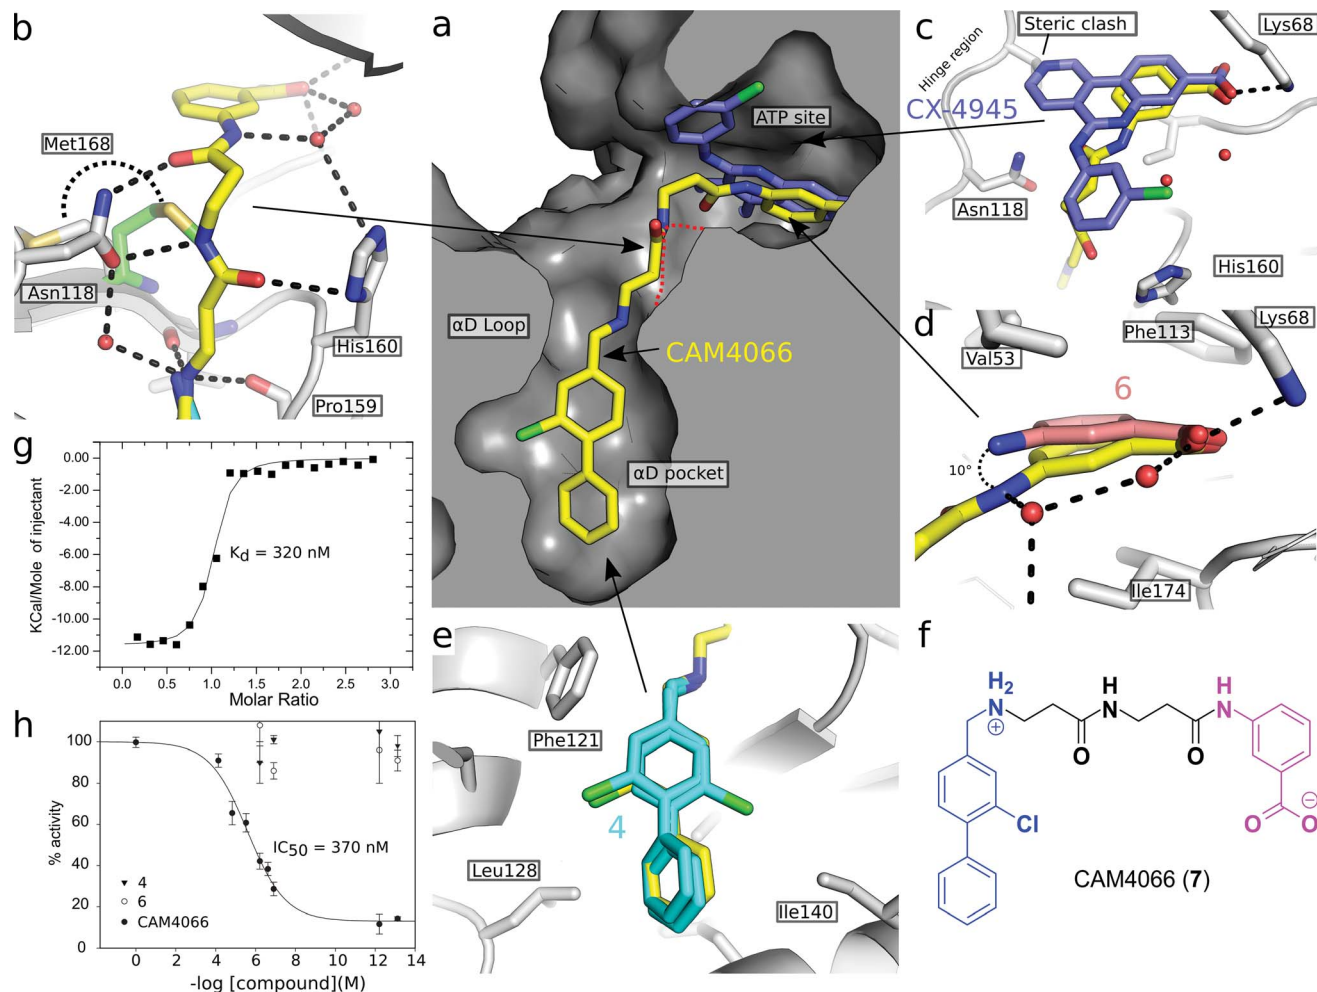 b
Met168
Asn118
His160
Pro159
a
ATP site
αD Loop
CAM4066
αD pocket
c
Steric clash
Lys68
Hinge region
CX-4945
Asn118
His160
d
Val53
Phe113
Lys68
6
10°
Ile174
g
KCal/Mole of injectant
0.00
-2.00
-4.00
-6.00
-8.00
-10.00
-12.00
Kd = 320 nM
0.0 0.5 1.0 1.5 2.0 2.5 3.0
Molar Ratio
e
Phe121
4
Leu128
Ile140
f
H2
N
+
H
N
O
O
H
N
Cl
O
O
−
CAM4066 (7)
h
% activity
100
80
60
40
20
0
IC50 = 370 nM
4
6
CAM4066
-2 0 2 4 6 8 10 12 14
-log [compound](M)